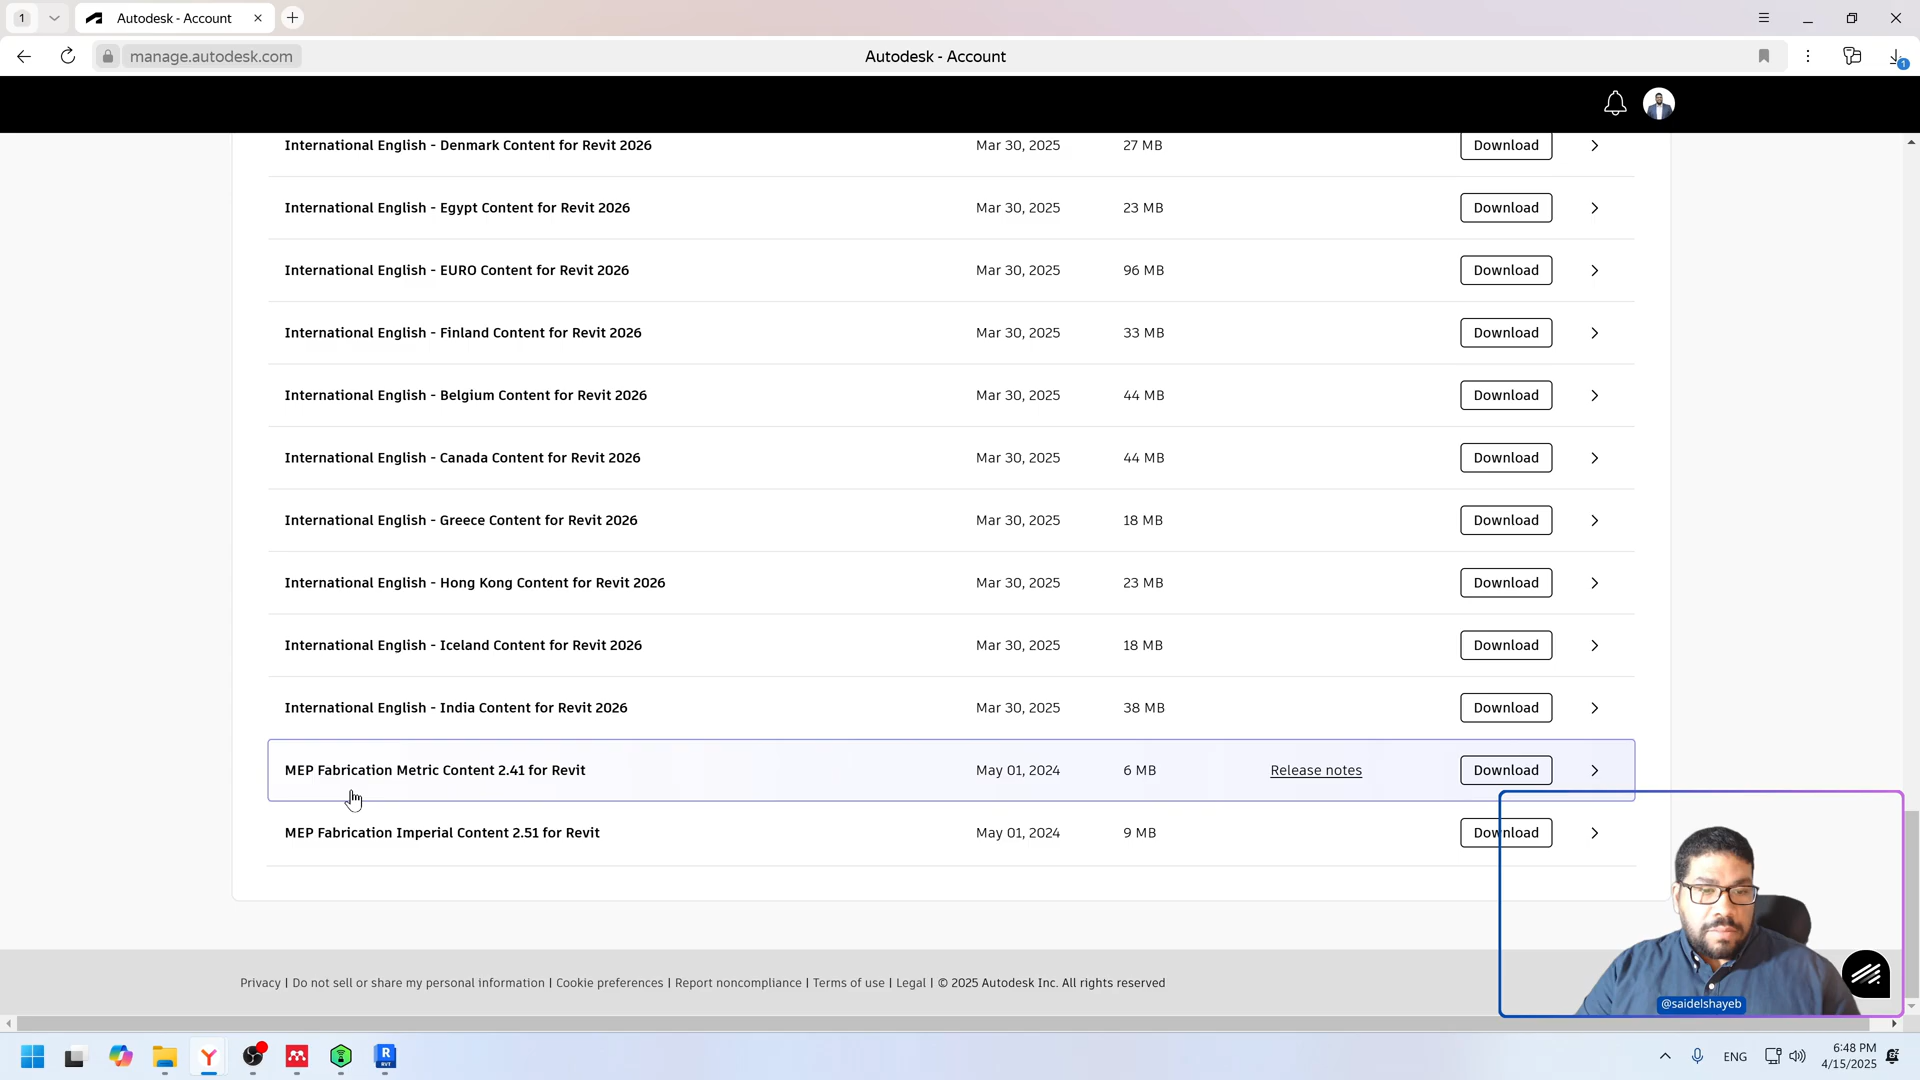 1
Autodesk - Account
manage.autodesk.com
Autodesk - Account
1
International English - Denmark Content for Revit 2026 Mar 30, 2025 27 MB Download
International English - Egypt Content for Revit 2026 Mar 30, 2025 23 MB Download
International English - EURO Content for Revit 2026 Mar 30, 2025 96 MB Download
International English - Finland Content for Revit 2026 Mar 30, 2025 33 MB Download
International English - Belgium Content for Revit 2026 Mar 30, 2025 44 MB Download
International English - Canada Content for Revit 2026 Mar 30, 2025 44 MB Download
International English - Greece Content for Revit 2026 Mar 30, 2025 18 MB Download
International English - Hong Kong Content for Revit 2026 Mar 30, 2025 23 MB Download
International English - Iceland Content for Revit 2026 Mar 30, 2025 18 MB Download
International English - India Content for Revit 2026 Mar 30, 2025 38 MB Download
MEP Fabrication Metric Content 2.41 for Revit May 01, 2024 6 MB Release notes Download
MEP Fabrication Imperial Content 2.51 for Revit May 01, 2024 9 MB Download
Privacy | Do not sell or share my personal information | Cookie preferences | Report noncompliance | Terms of use | Legal | © 2025 Autodesk Inc. All rights reserved
@saidelshayeb
Y
R
RVT
ENG
6:48 PM
4/15/2025